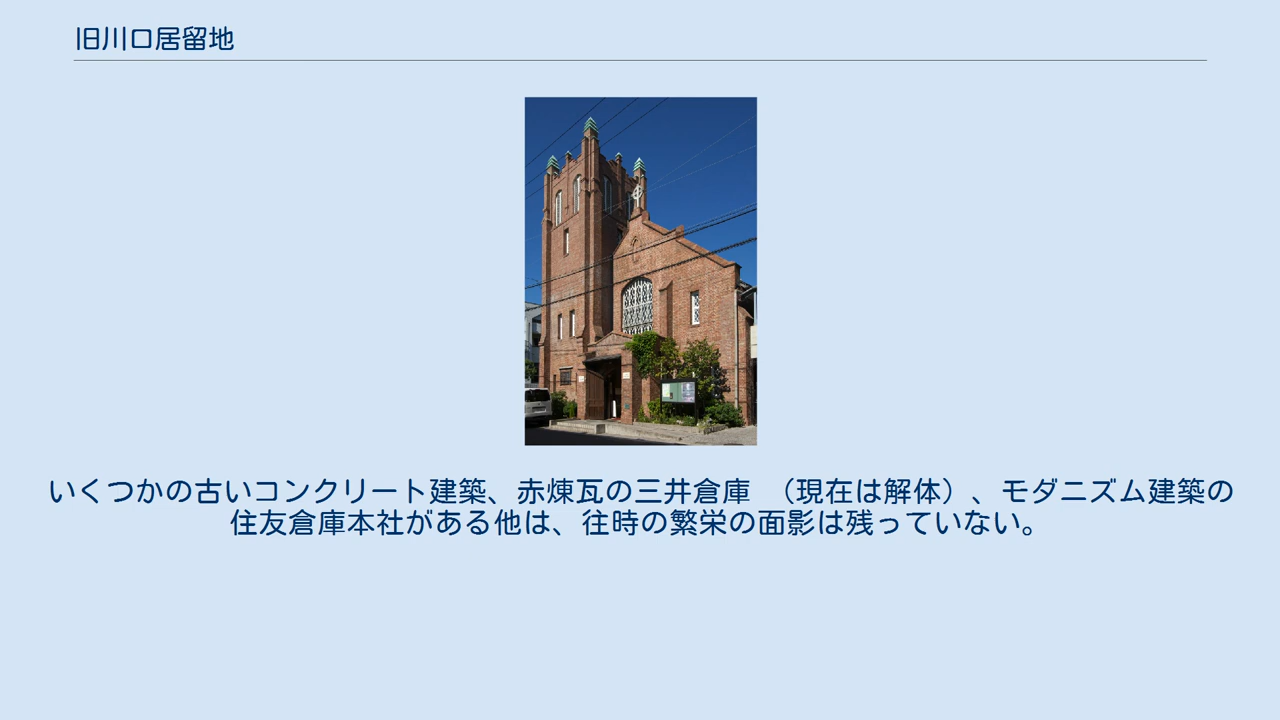 旧川口居留地
いくつかの古いコンクリート建築、赤煉瓦の三井倉庫　（現在は解体）、モダニズム建築の
住友倉庫本社がある他は、往時の繁栄の面影は残っていない。